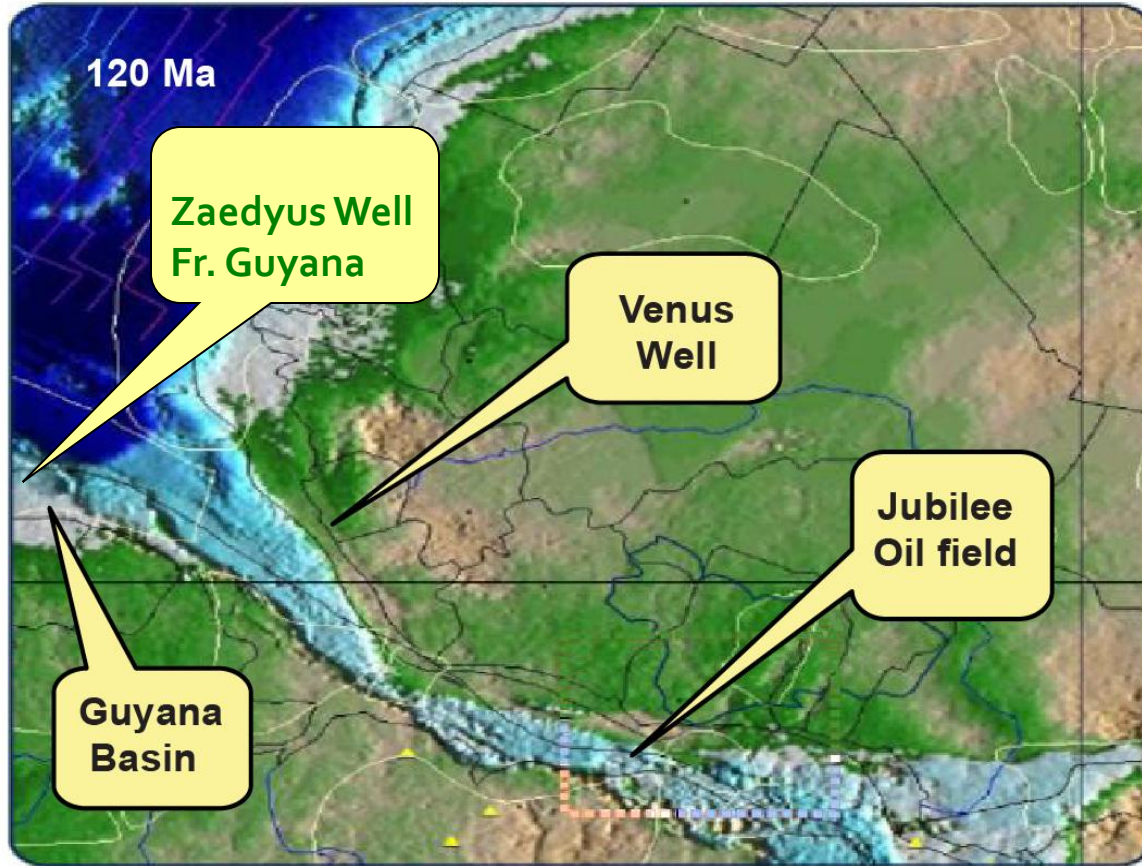 120 Ma
Zaedyus Well
Fr. Guyana
Venus
Well
Jubilee
Oil field
Guyana
Basin